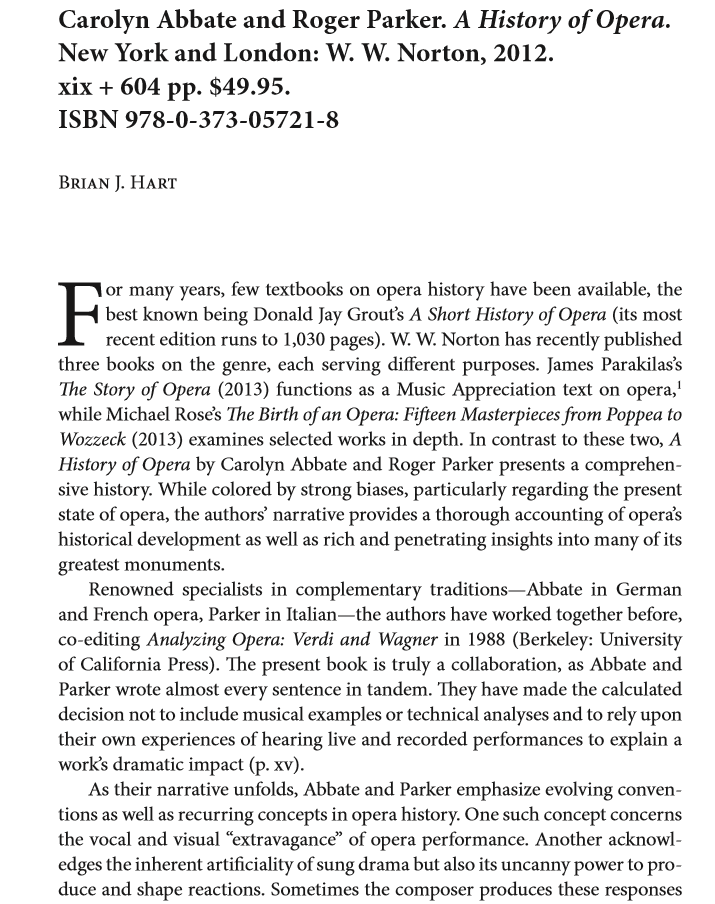 Carolyn Abbate and Roger Parker. A History of Opera.
New York and London: W. W. Norton, 2012.
xix + 604 pp. $49.95.
ISBN 978-0-373-05721-8
Brian J. Hart
For many years, few textbooks on opera history have been available, the
best known being Donald Jay Grout’s A Short History of Opera (its most
recent edition runs to 1,030 pages). W. W. Norton has recently published
three books on the genre, each serving different purposes. James Parakilas’s
The Story of Opera (2013) functions as a Music Appreciation text on opera,¹
while Michael Rose’s The Birth of an Opera: Fifteen Masterpieces from Poppea to
Wozzeck (2013) examines selected works in depth. In contrast to these two, A
History of Opera by Carolyn Abbate and Roger Parker presents a comprehen-
sive history. While colored by strong biases, particularly regarding the present
state of opera, the authors’ narrative provides a thorough accounting of opera’s
historical development as well as rich and penetrating insights into many of its
greatest monuments.
Renowned specialists in complementary traditions—Abbate in German
and French opera, Parker in Italian—the authors have worked together before,
co-editing Analyzing Opera: Verdi and Wagner in 1988 (Berkeley: University
of California Press). The present book is truly a collaboration, as Abbate and
Parker wrote almost every sentence in tandem. They have made the calculated
decision not to include musical examples or technical analyses and to rely upon
their own experiences of hearing live and recorded performances to explain a
work’s dramatic impact (p. xv).
As their narrative unfolds, Abbate and Parker emphasize evolving conven-
tions as well as recurring concepts in opera history. One such concept concerns
the vocal and visual “extravagance” of opera performance. Another acknowl-
edges the inherent artificiality of sung drama but also its uncanny power to pro-
duce and shape reactions. Sometimes the composer produces these responses